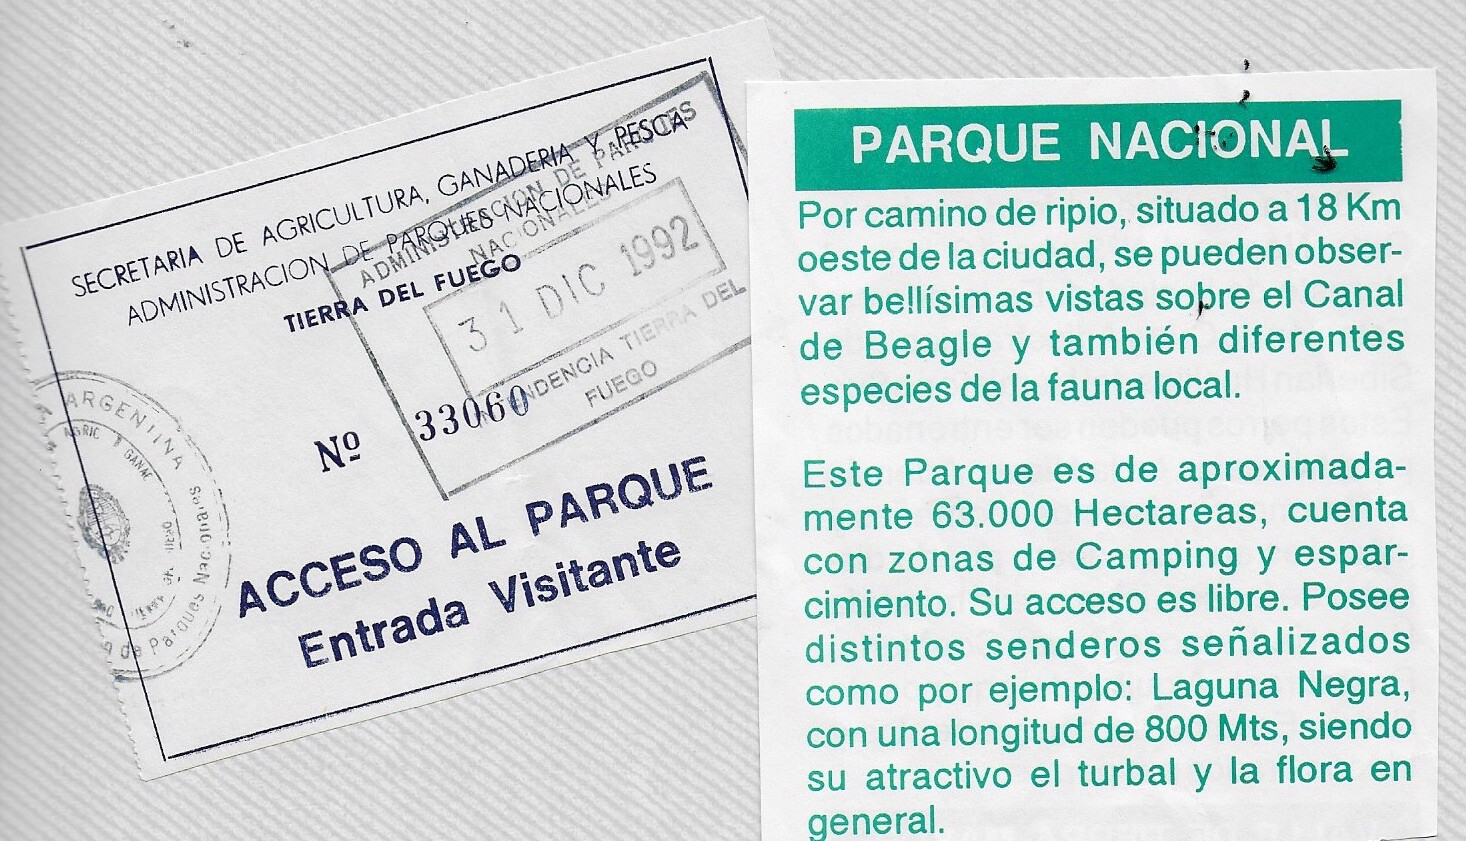 SECRETARIA DE AGRICULTURA, GANADERIA Y PESCA
ADMINISTRACION DE PARQUES NACIONALES
TIERRA DEL FUEGO
ADMINISTRACION DE PARQUES
NACIONALES
31 DIC 1992
INTENDENCIA TIERRA DEL
FUEGO
Nº 33060
ACCESO AL PARQUE
Entrada Visitante
ARGENTINA
de Parques Nacionales
PARQUE NACIONAL
Por camino de ripio, situado a 18 Km
oeste de la ciudad, se pueden obser-
var bellísimas vistas sobre el Canal
de Beagle y también diferentes
especies de la fauna local.
Este Parque es de aproximada-
mente 63.000 Hectareas, cuenta
con zonas de Camping y espar-
cimiento. Su acceso es libre. Posee
distintos senderos señalizados
como por ejemplo: Laguna Negra,
con una longitud de 800 Mts, siendo
su atractivo el turbal y la flora en
general.